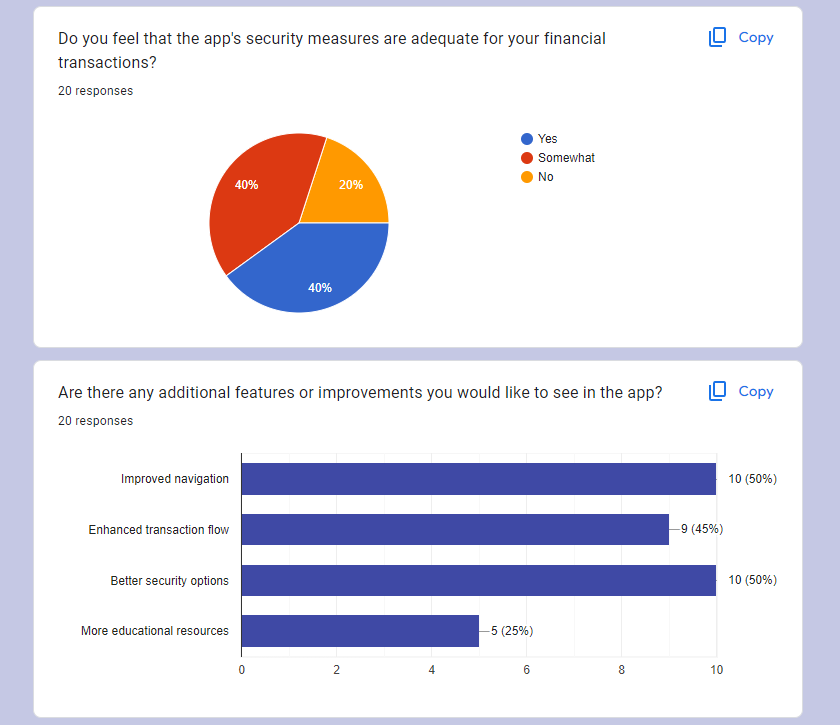 Do you feel that the app's security measures are adequate for your financial
transactions?
Copy
20 responses
Yes
Somewhat
No
40%
20%
40%
Are there any additional features or improvements you would like to see in the app?
Copy
20 responses
Improved navigation
10 (50%)
Enhanced transaction flow
9 (45%)
Better security options
10 (50%)
More educational resources
5 (25%)
0 2 4 6 8 10